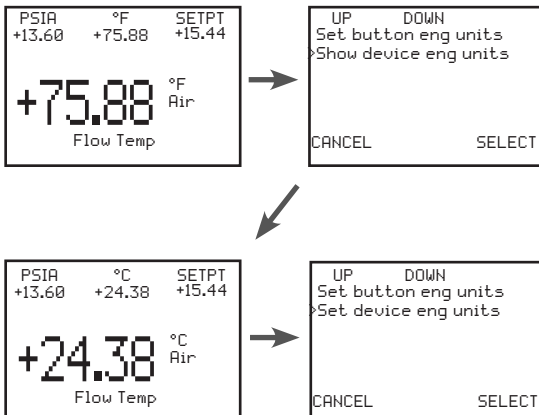 PSIA °F SETPT
+13.60 +75.88 +15.44
+75.88 °F
Air
Flow Temp
UP DOWN
Set button eng units
>Show device eng units
CANCEL SELECT
PSIA °C SETPT
+13.60 +24.38 +15.44
+24.38 °C
Air
Flow Temp
UP DOWN
Set button eng units
>Set device eng units
CANCEL SELECT